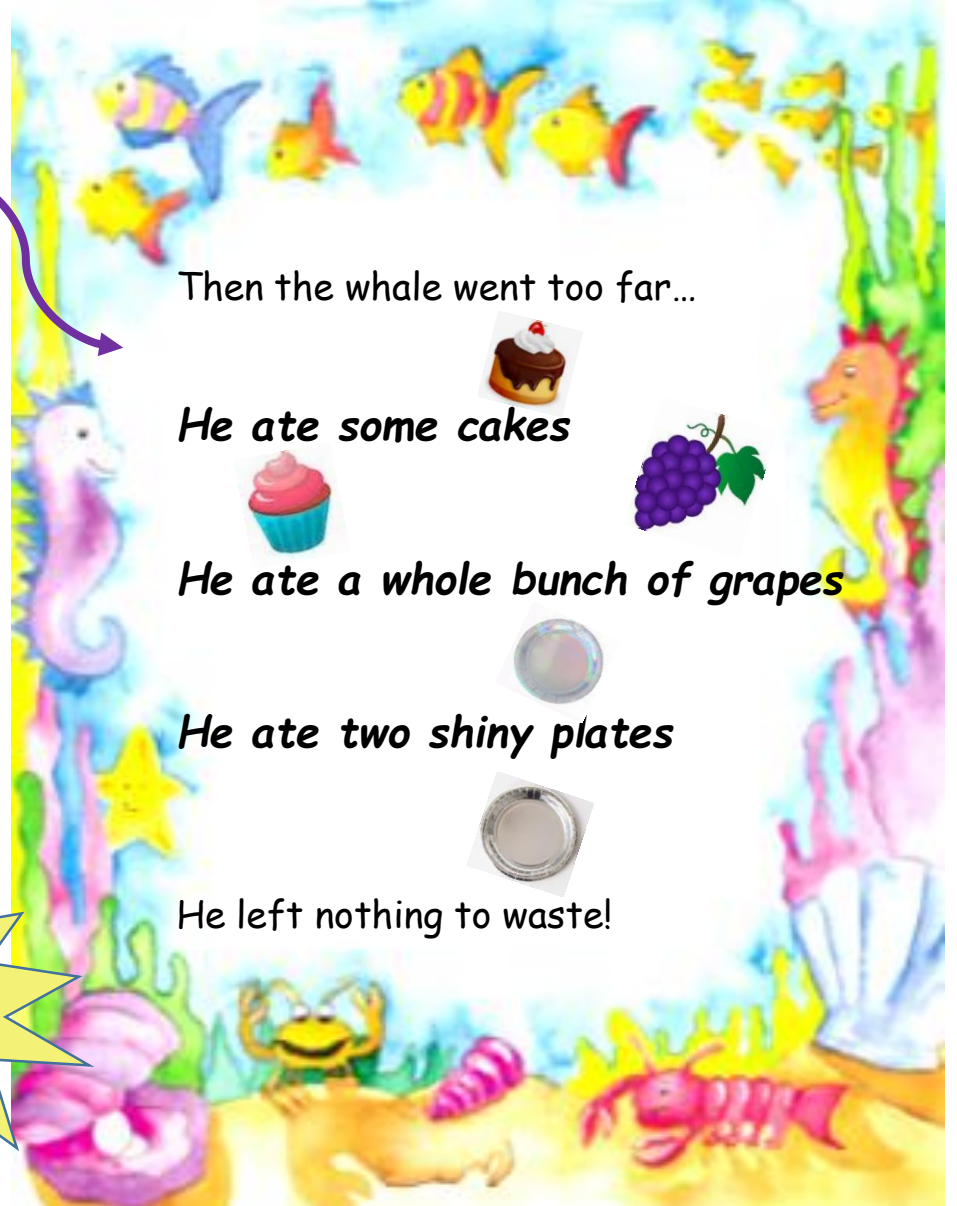 Then the whale went too far…
He ate some cakes
He ate a whole bunch of grapes
He ate two shiny plates
He left nothing to waste!